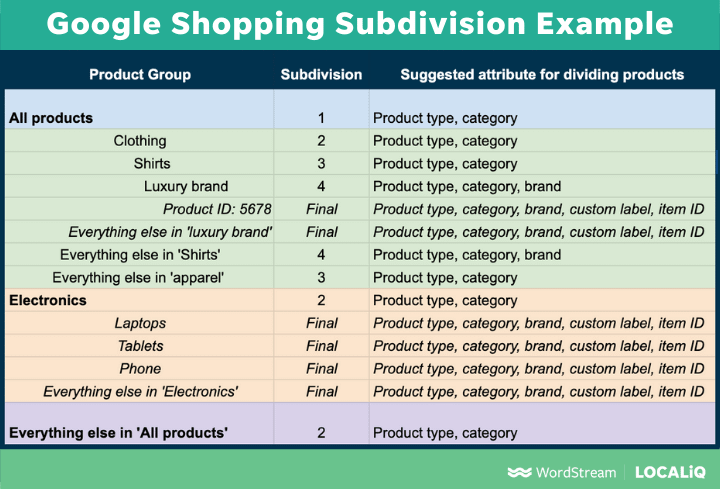 Google Shopping Subdivision Example
Product Group Subdivision Suggested attribute for dividing products
All products 1 Product type, category
Clothing 2 Product type, category
Shirts 3 Product type, category
Luxury brand 4 Product type, category, brand
Product ID: 5678 Final Product type, category, brand, custom label, item ID
Everything else in 'luxury brand' Final Product type, category, brand, custom label, item ID
Everything else in 'Shirts' 4 Product type, category, brand
Everything else in 'apparel' 3 Product type, category
Electronics 2 Product type, category
Laptops Final Product type, category, brand, custom label, item ID
Tablets Final Product type, category, brand, custom label, item ID
Phone Final Product type, category, brand, custom label, item ID
Everything else in 'Electronics' Final Product type, category, brand, custom label, item ID
Everything else in 'All products' 2 Product type, category
WordStream LOCALiQ